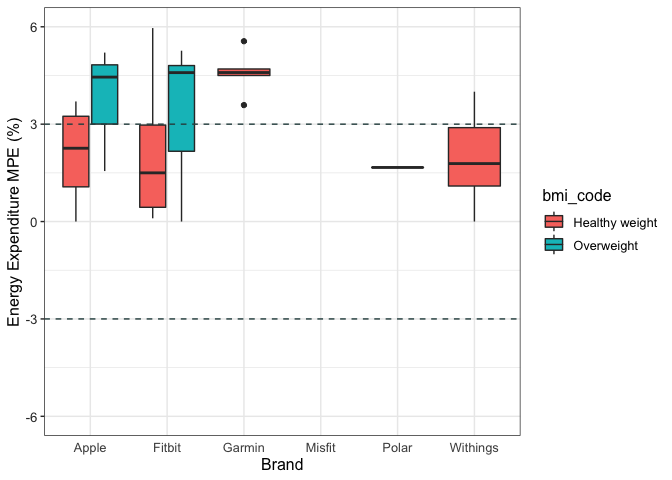 Energy Expenditure MPE (%)
6
3
0
-3
-6
Apple
Fitbit
Garmin
Misfit
Polar
Withings
Brand
bmi_code
Healthy weight
Overweight